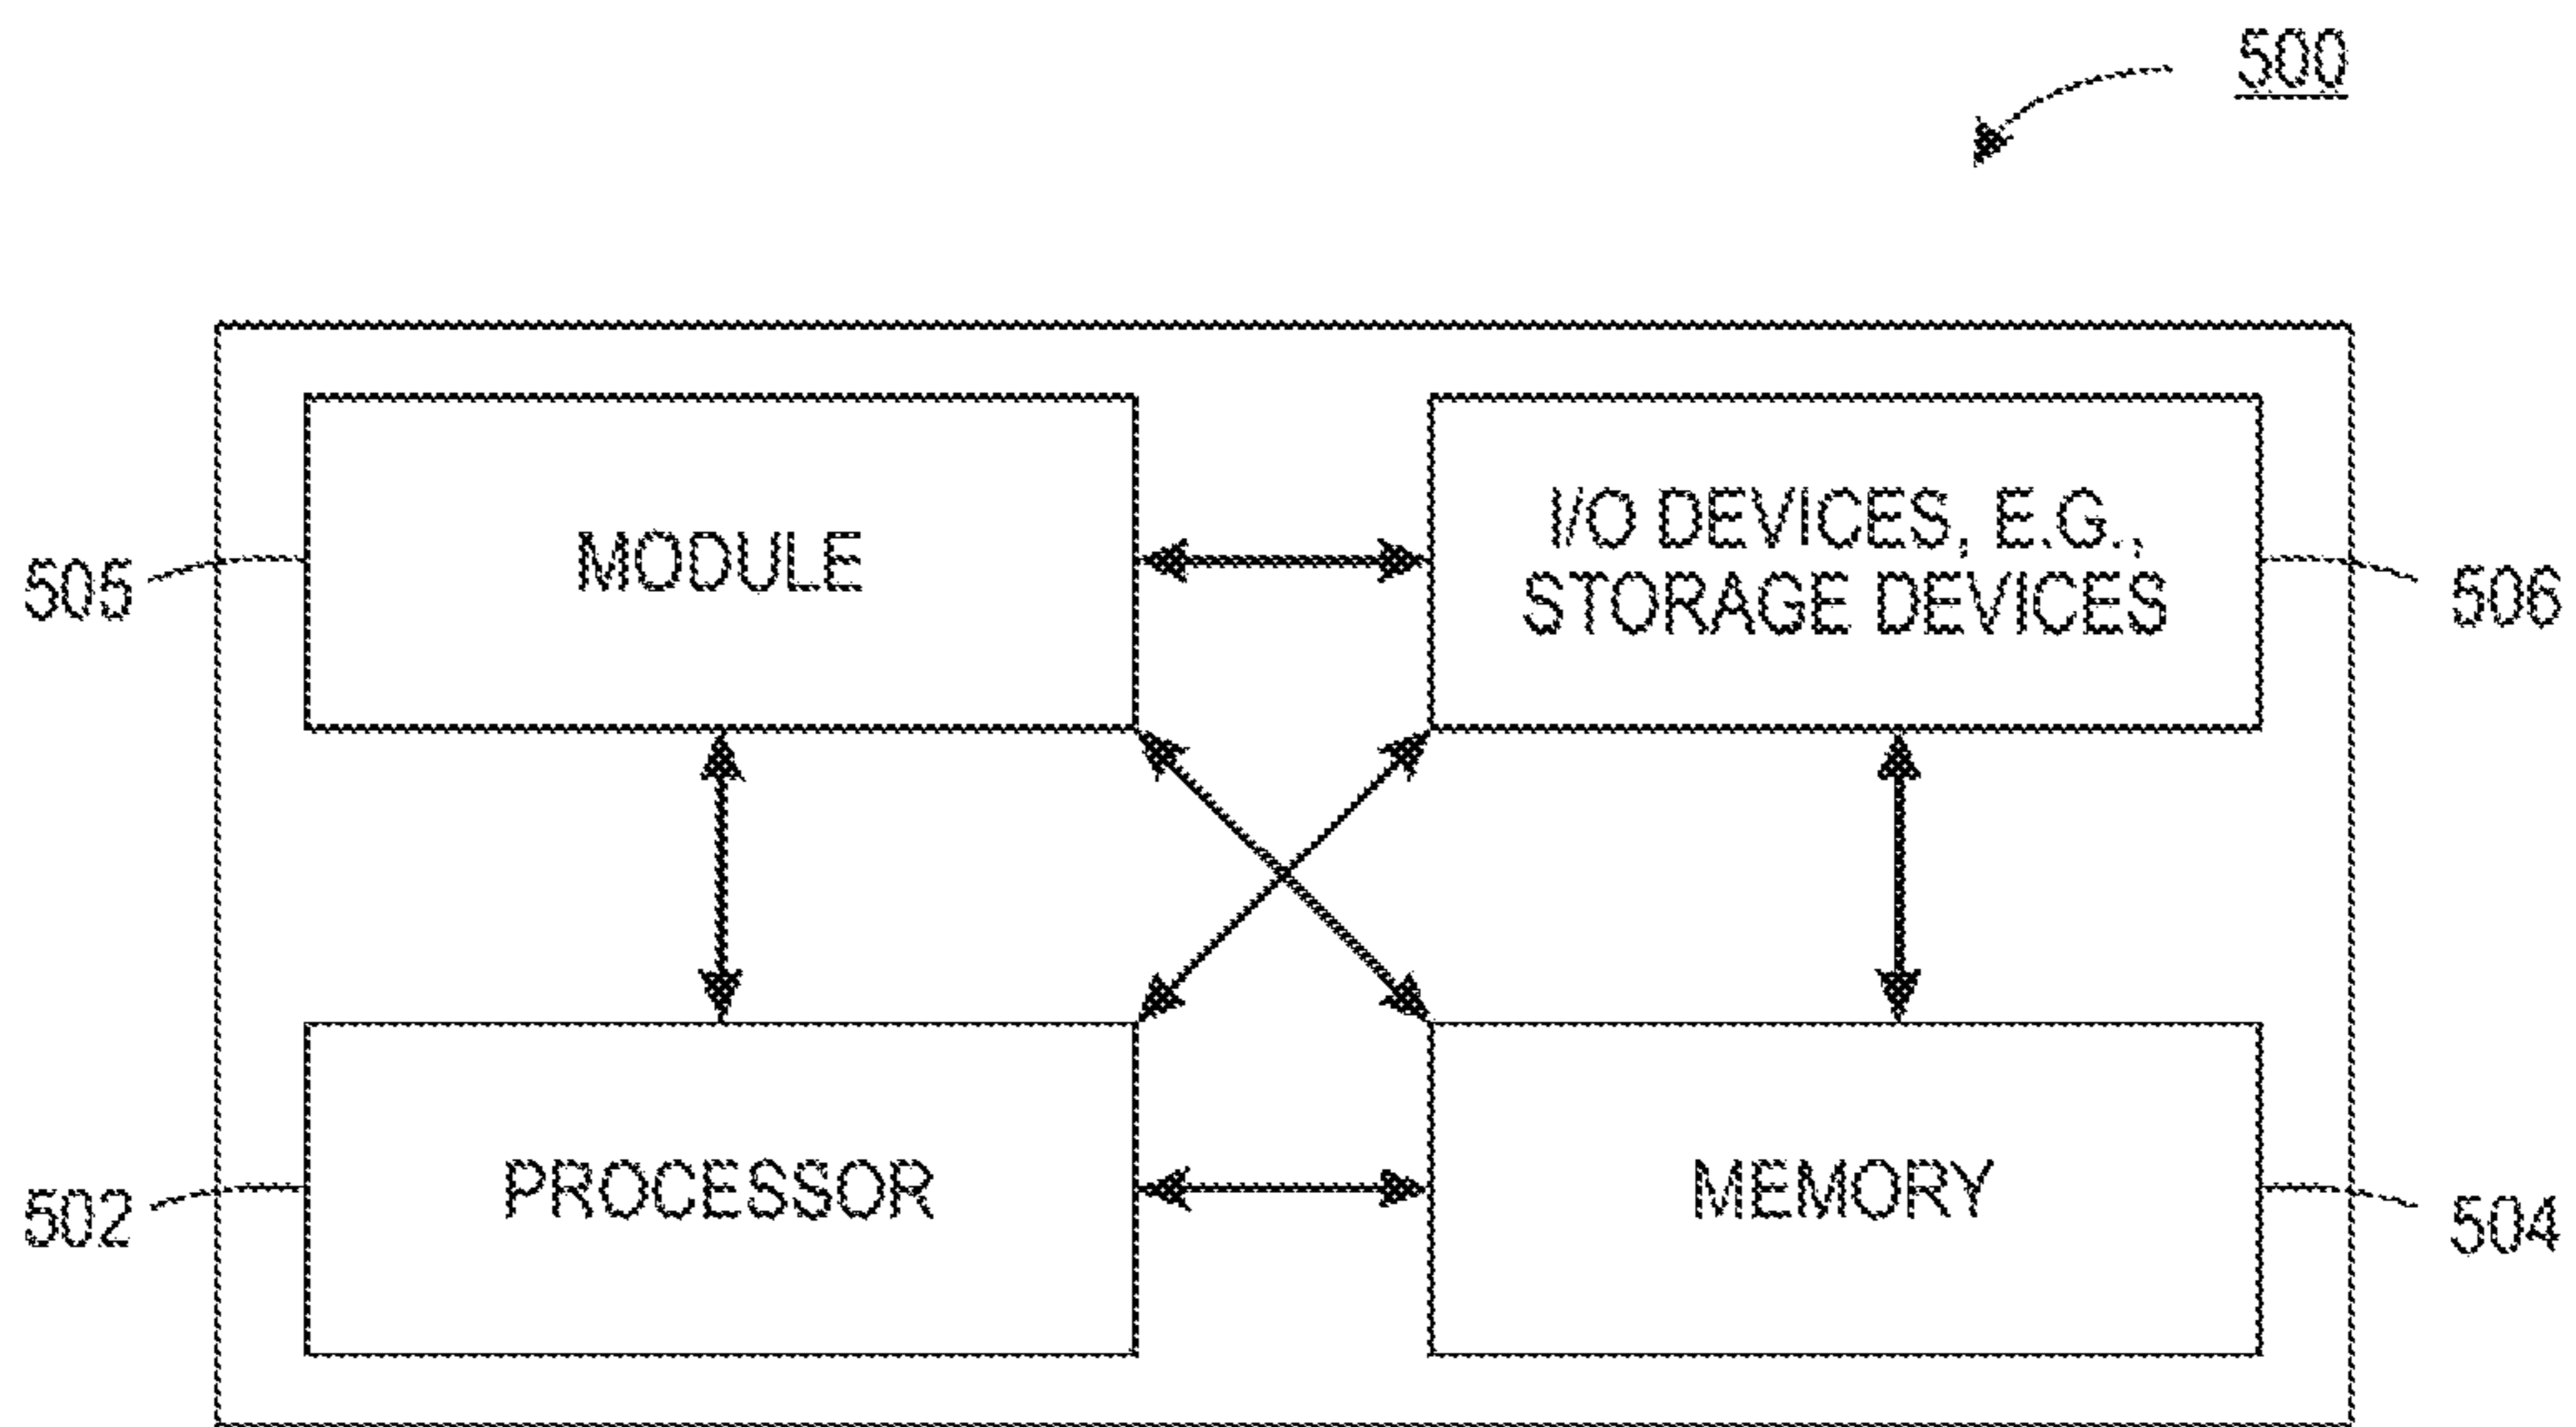 500
MODULE
I/O DEVICES, E.G.,
STORAGE DEVICES
505
506
PROCESSOR
MEMORY
502
504